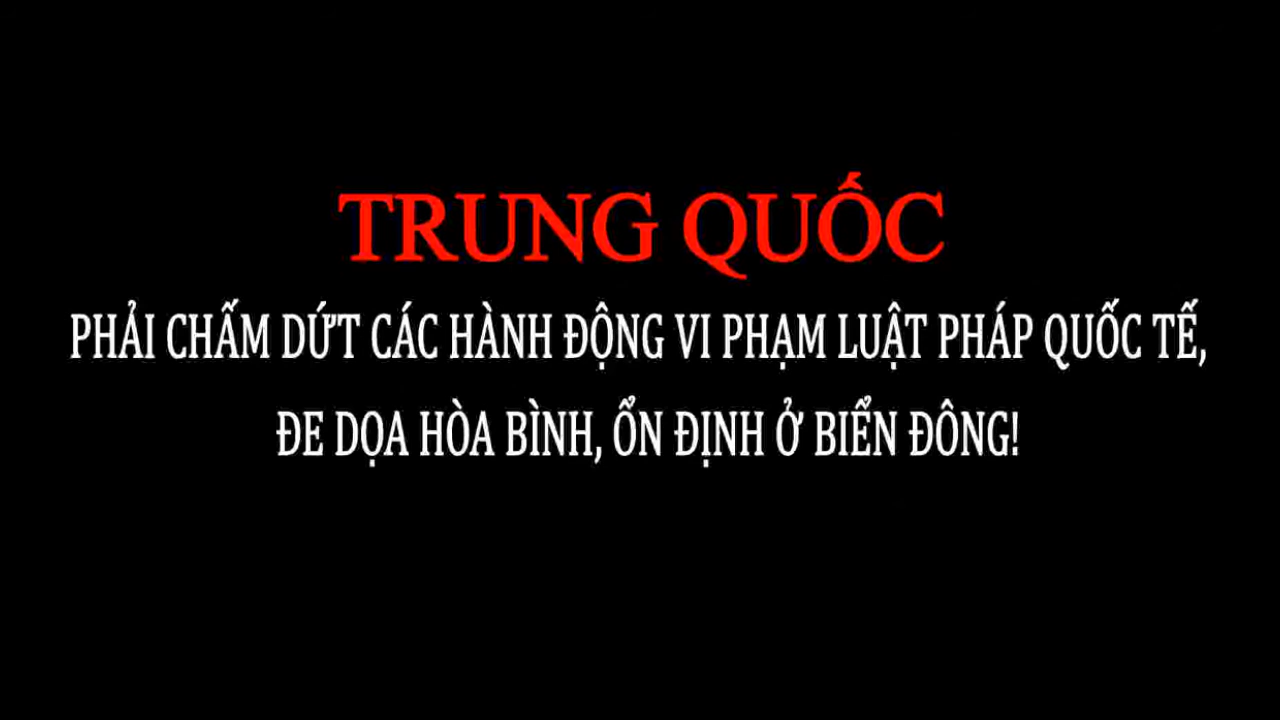 TRUNG QUỐC
PHẢI CHẤM DỨT CÁC HÀNH ĐỘNG VI PHẠM LUẬT PHÁP QUỐC TẾ,
ĐE DỌA HÒA BÌNH, ỔN ĐỊNH Ở BIỂN ĐÔNG!